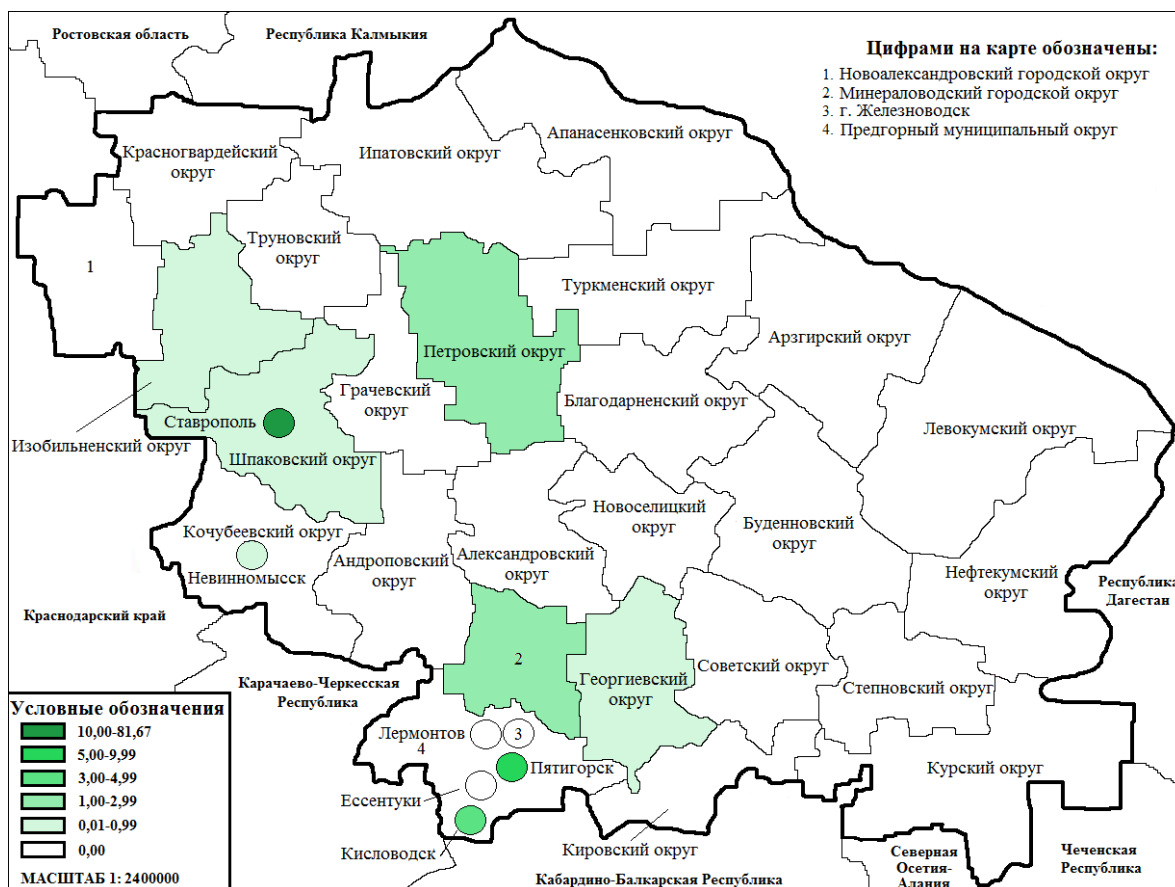 Ростовская область
Республика Калмыкия
Цифрами на карте обозначены:
1. Новоалександровский городской округ
2. Минераловодский городской округ
3. г. Железноводск
4. Предгорный муниципальный округ
Апанасенковский округ
Красногвардейский
округ
Ипатовский округ
Труновский
округ
1
Туркменский округ
Арзгирский округ
Петровский округ
Грачевский
округ
Благодарненский округ
Ставрополь
Левокумский округ
Изобильненский округ
Шпаковский округ
Новоселицкий
округ
Буденновский
округ
Кочубеевский округ
Невинномысск
Андроповский
округ
Александровский
округ
Нефтекумский
округ
Республика
Дагестан
Краснодарский край
2
Георгиевский
округ
Советский округ
Степновский округ
Карачаево-Черкесская
Республика
Условные обозначения
10,00-81,67
5,00-9,99
3,00-4,99
1,00-2,99
0,01-0,99
0,00
МАСШТАБ 1: 2400000
Лермонтов
4
3
Пятигорск
Ессентуки
Кисловодск
Курский округ
Кировский округ
Кабардино-Балкарская Республика
Северная
Осетия-
Алания
Чеченская
Республика